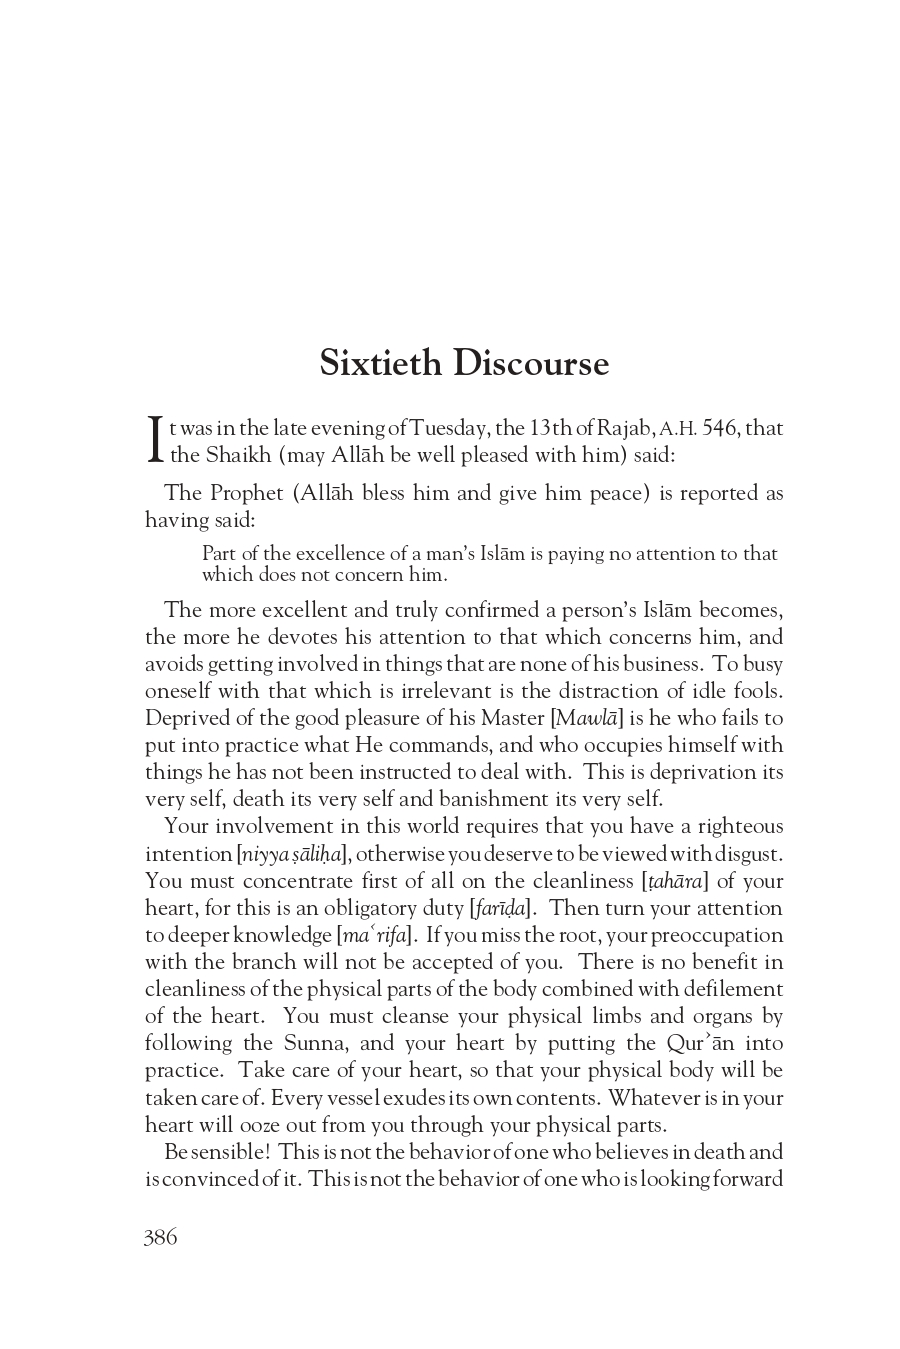 Sixtieth Discourse
It was in the late evening of Tuesday, the 13th of Rajab, A.H. 546, that
the Shaikh (may Allāh be well pleased with him) said:
The Prophet (Allāh bless him and give him peace) is reported as
having said:
Part of the excellence of a man's Islām is paying no attention to that
which does not concern him.
The more excellent and truly confirmed a person's Islām becomes,
the more he devotes his attention to that which concerns him, and
avoids getting involved in things that are none of his business. To busy
oneself with that which is irrelevant is the distraction of idle fools.
Deprived of the good pleasure of his Master [Mawlā] is he who fails to
put into practice what He commands, and who occupies himself with
things he has not been instructed to deal with. This is deprivation its
very self, death its very self and banishment its very self.
Your involvement in this world requires that you have a righteous
intention [niyya ṣāliḥa], otherwise you deserve to be viewed with disgust.
You must concentrate first of all on the cleanliness [ṭahāra] of your
heart, for this is an obligatory duty [farīḍa]. Then turn your attention
to deeper knowledge [maʿrifa]. If you miss the root, your preoccupation
with the branch will not be accepted of you. There is no benefit in
cleanliness of the physical parts of the body combined with defilement
of the heart. You must cleanse your physical limbs and organs by
following the Sunna, and your heart by putting the Qurʾān into
practice. Take care of your heart, so that your physical body will be
taken care of. Every vessel exudes its own contents. Whatever is in your
heart will ooze out from you through your physical parts.
Be sensible! This is not the behavior of one who believes in death and
is convinced of it. This is not the behavior of one who is looking forward
386